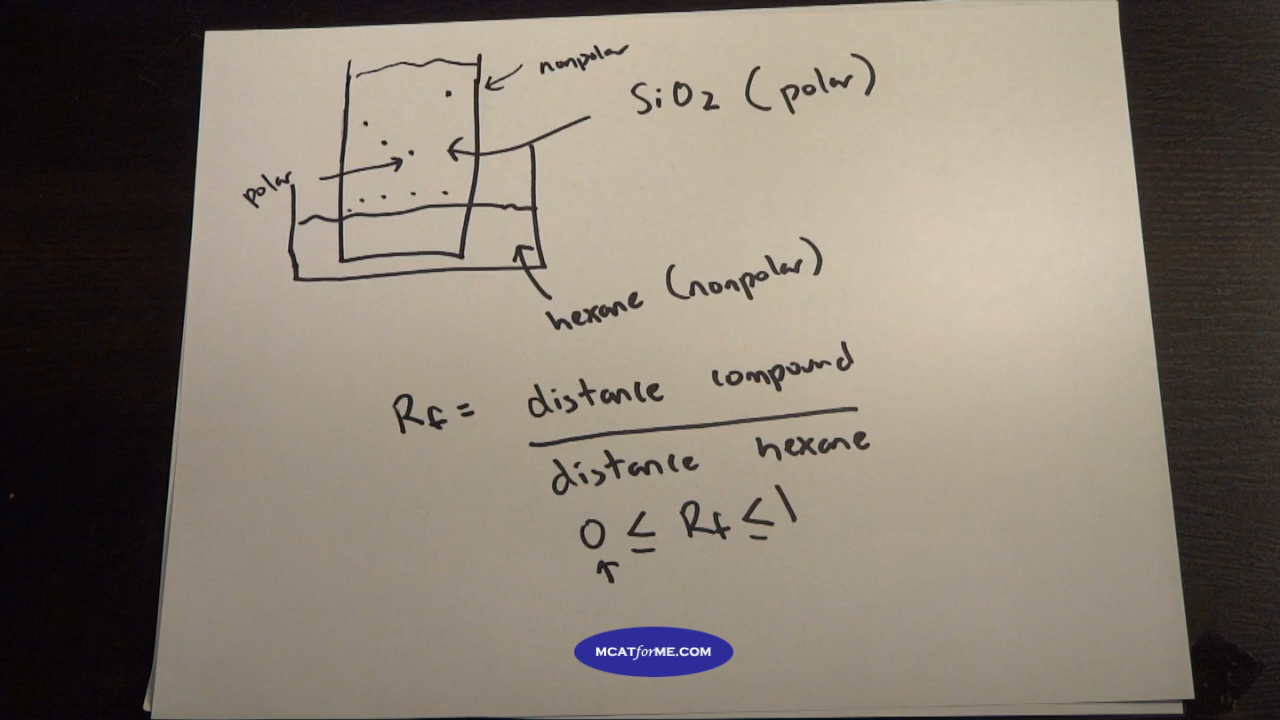 nonpolar
SiO2 (polar)
polar
hexane (nonpolar)
Rf = distance compound
distance hexane
0 ≤ Rf ≤ 1
MCATforME.COM